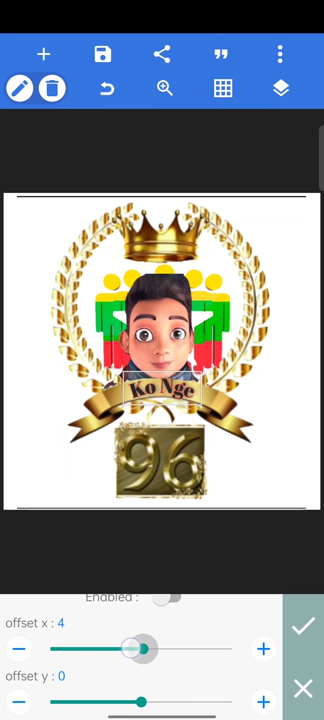 Ko Nge
96
Enabled :
offset x : 4
offset y : 0